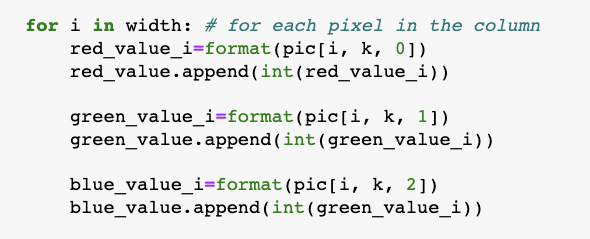 for i in width: # for each pixel in the column
red_value_i=format(pic[i, k, 0])
red_value.append(int(red_value_i))
green_value_i=format(pic[i, k, 1])
green_value.append(int(green_value_i))
blue_value_i=format(pic[i, k, 2])
blue_value.append(int(green_value_i))